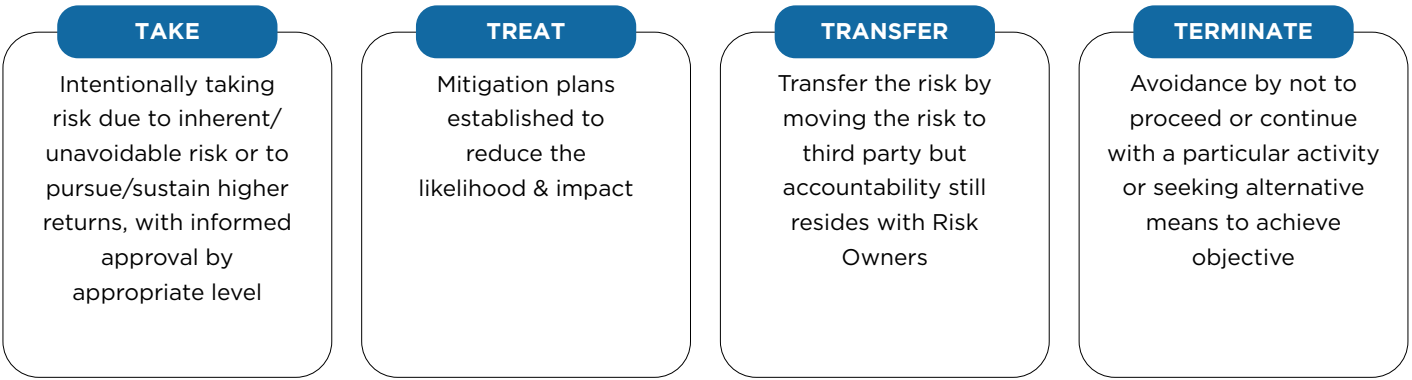 TAKE
Intentionally taking
risk due to inherent/
unavoidable risk or to
pursue/sustain higher
returns, with informed
approval by
appropriate level
TREAT
Mitigation plans
established to
reduce the
likelihood & impact
TRANSFER
Transfer the risk by
moving the risk to
third party but
accountability still
resides with Risk
Owners
TERMINATE
Avoidance by not to
proceed or continue
with a particular activity
or seeking alternative
means to achieve
objective